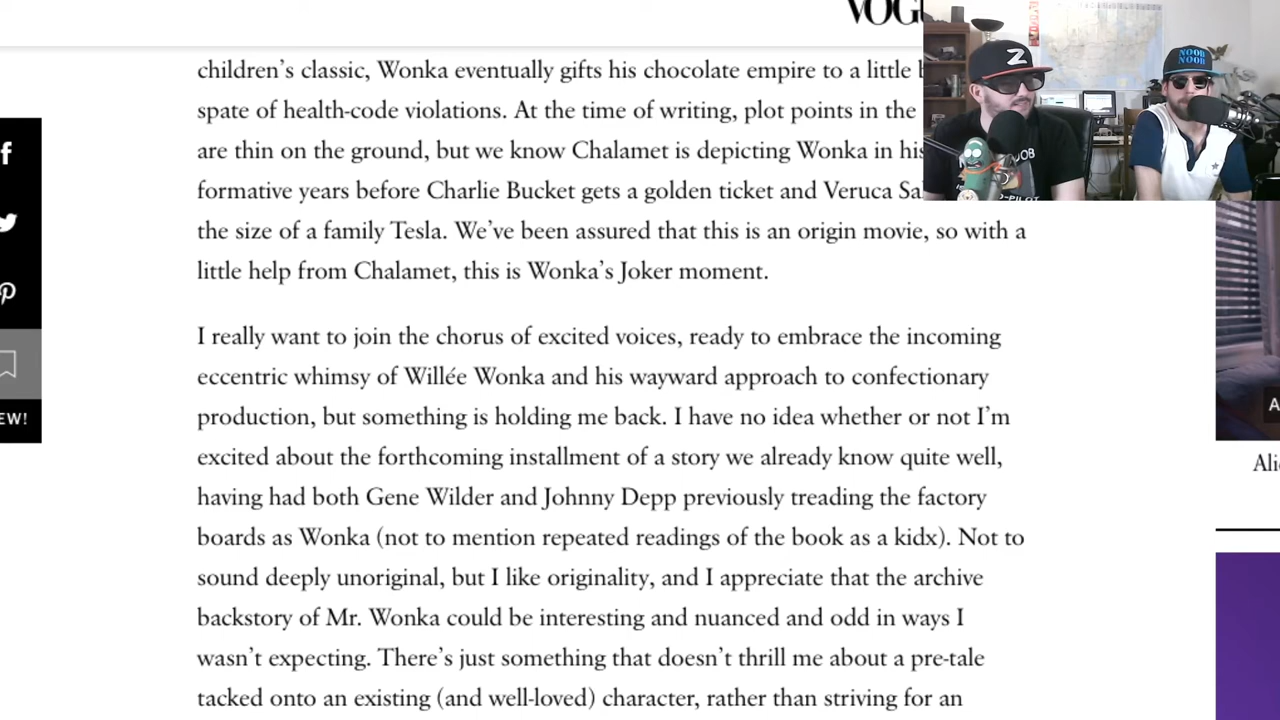 VOGU
children’s classic, Wonka eventually gifts his chocolate empire to a little
spate of health-code violations. At the time of writing, plot points in the
are thin on the ground, but we know Chalamet is depicting Wonka in his
formative years before Charlie Bucket gets a golden ticket and Veruca Sa
the size of a family Tesla. We’ve been assured that this is an origin movie, so with a
little help from Chalamet, this is Wonka’s Joker moment.
I really want to join the chorus of excited voices, ready to embrace the incoming
eccentric whimsy of Willée Wonka and his wayward approach to confectionary
production, but something is holding me back. I have no idea whether or not I’m
excited about the forthcoming installment of a story we already know quite well,
having had both Gene Wilder and Johnny Depp previously treading the factory
boards as Wonka (not to mention repeated readings of the book as a kidx). Not to
sound deeply unoriginal, but I like originality, and I appreciate that the archive
backstory of Mr. Wonka could be interesting and nuanced and odd in ways I
wasn’t expecting. There’s just something that doesn’t thrill me about a pre-tale
tacked onto an existing (and well-loved) character, rather than striving for an
EW!
A
Ali
Z
NOOB
NOOB